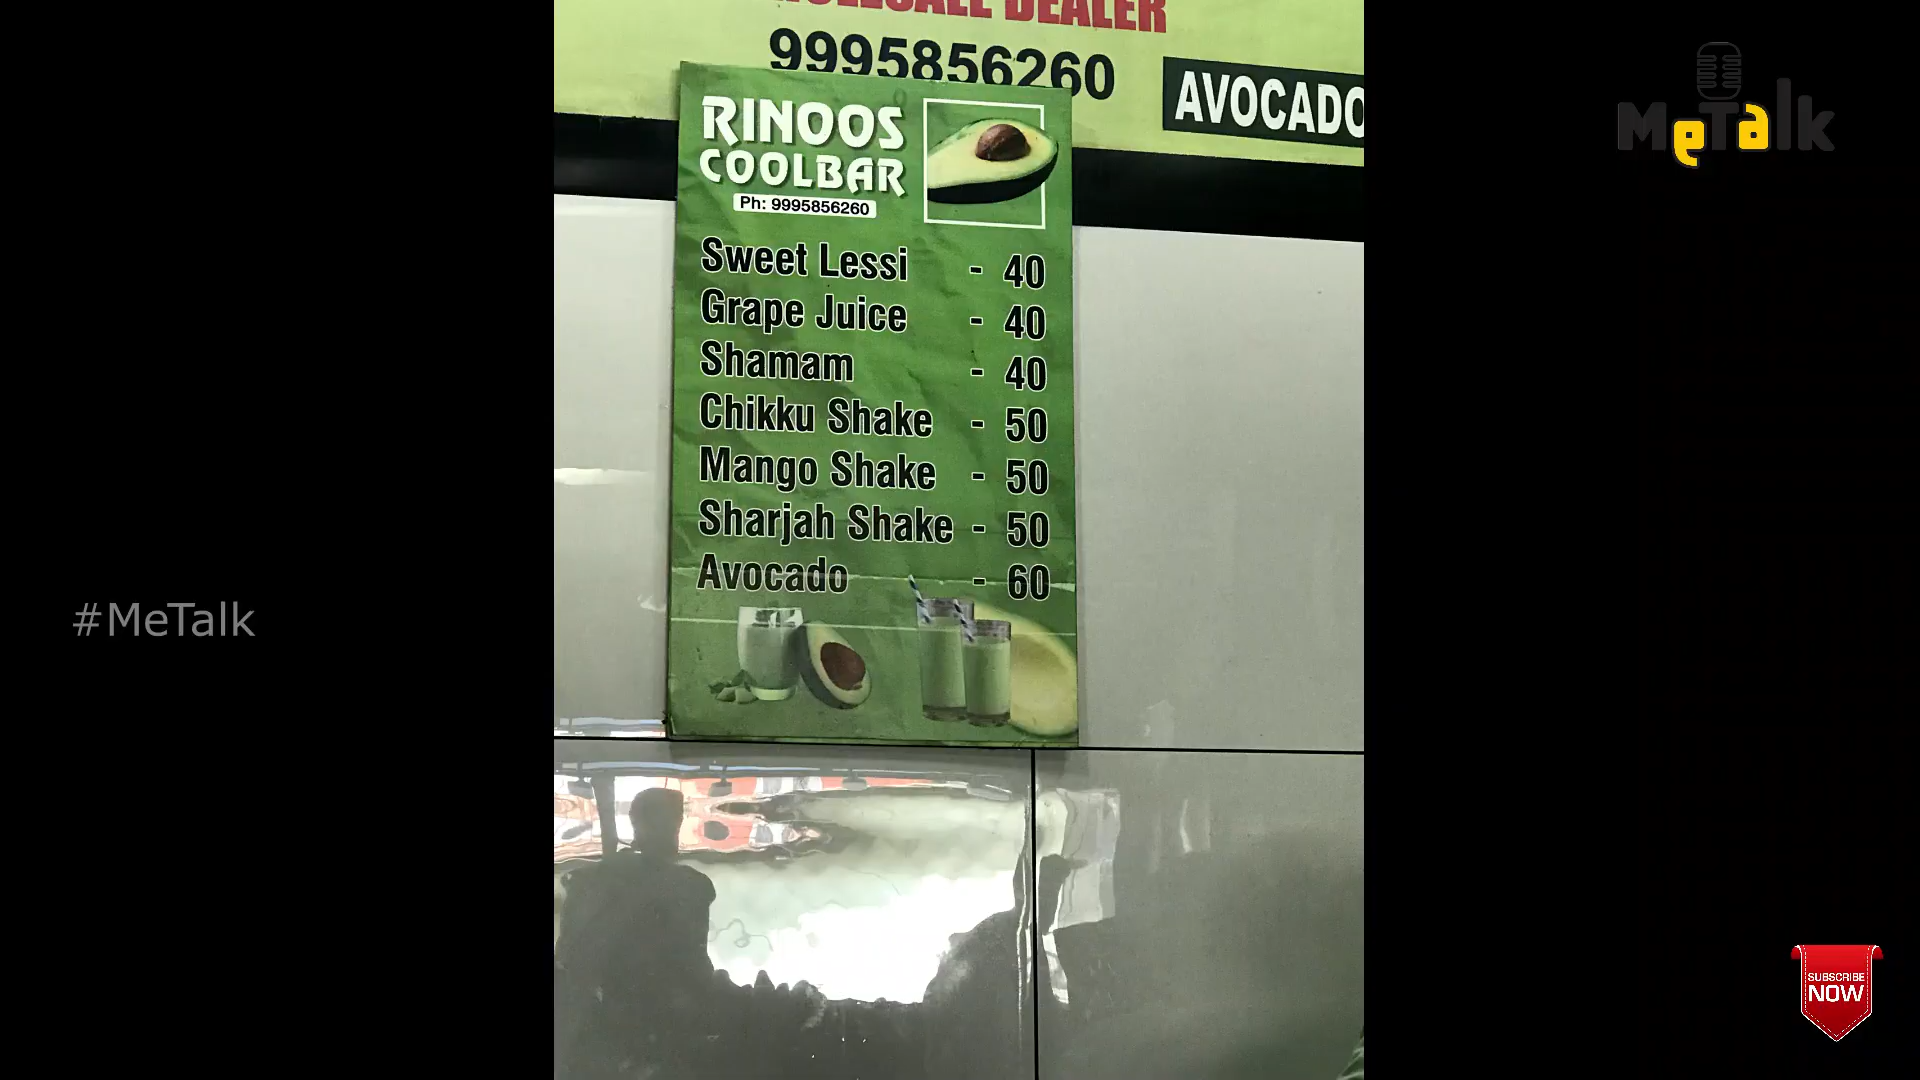 DEALER
9995856260
AVOCADO
RINOOS
COOLBAR
Ph: 9995856260
Sweet Lessi - 40
Grape Juice - 40
Shamam - 40
Chikku Shake - 50
Mango Shake - 50
Sharjah Shake - 50
Avocado - 60
MeTalk
#MeTalk
SUBSCRIBE
NOW